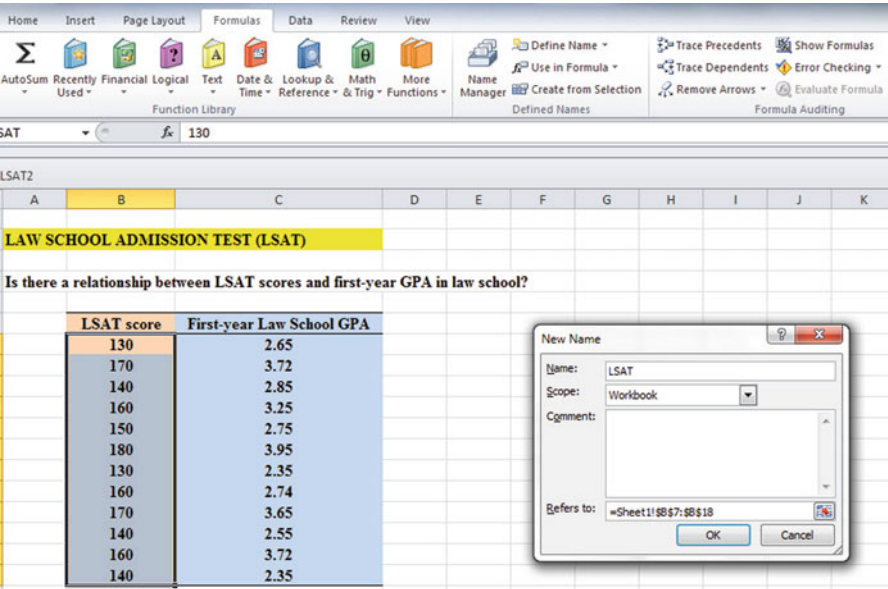 Home Insert Page Layout Formulas Data Review View
Σ ? A θ
AutoSum Recently Used Financial Logical Text Date & Time Lookup & Reference Math & Trig More Functions
Function Library
Name Manager
Define Name
Use in Formula
Create from Selection
Defined Names
Trace Precedents Show Formulas
Trace Dependents Error Checking
Remove Arrows Evaluate Formula
Formula Auditing
SAT fx 130
LSAT2
A B C D E F G H I J K
LAW SCHOOL ADMISSION TEST (LSAT)
Is there a relationship between LSAT scores and first-year GPA in law school?
LSAT score First-year Law School GPA
130 2.65
170 3.72
140 2.85
160 3.25
150 2.75
180 3.95
130 2.35
160 2.74
170 3.65
140 2.55
160 3.72
140 2.35
New Name
Name: LSAT
Scope: Workbook
Comment:
Refers to: =Sheet1!$B$7:$B$18
OK Cancel